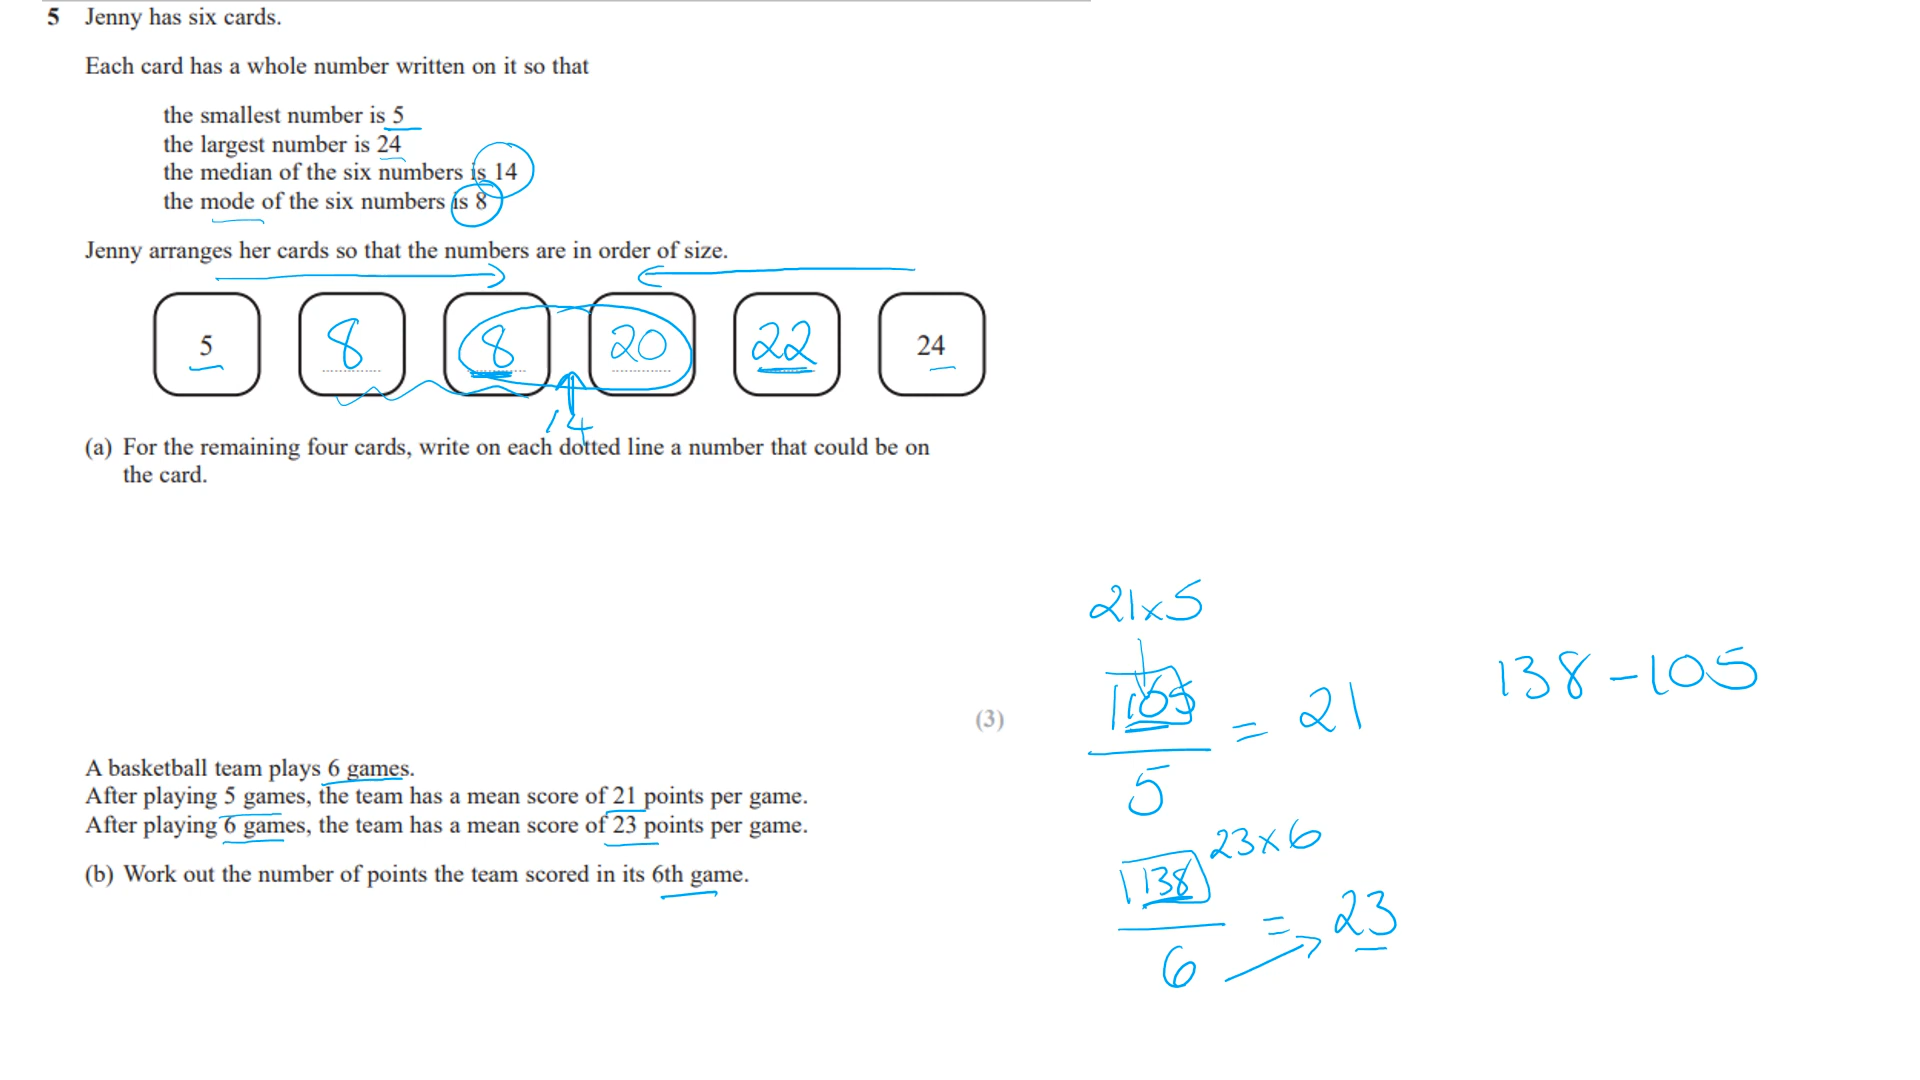 5 Jenny has six cards.
Each card has a whole number written on it so that
the smallest number is 5
the largest number is 24
the median of the six numbers is 14
the mode of the six numbers is 8
Jenny arranges her cards so that the numbers are in order of size.
5 8 8 20 22 24
14
(a) For the remaining four cards, write on each dotted line a number that could be on
the card.
(3)
A basketball team plays 6 games.
After playing 5 games, the team has a mean score of 21 points per game.
After playing 6 games, the team has a mean score of 23 points per game.
(b) Work out the number of points the team scored in its 6th game.
21 x 5
105
5
= 21
138 - 105
23 x 6
138
6
= 23